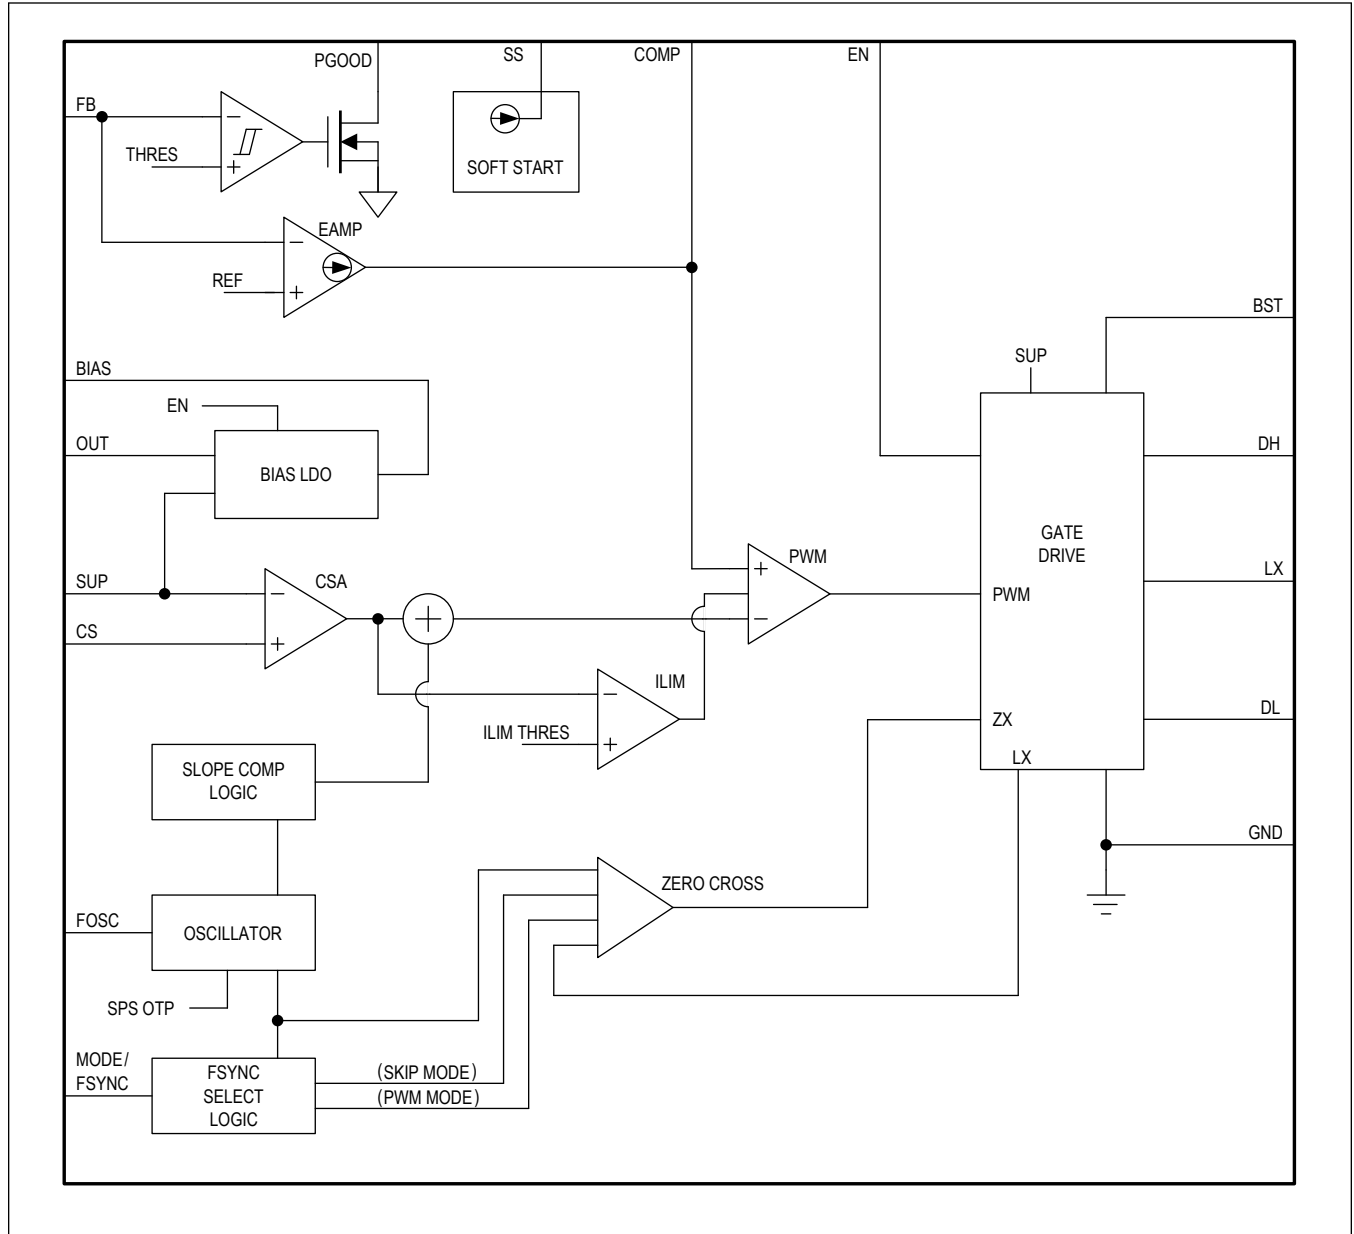 PGOOD
SS
COMP
EN
FB
−
THRES
+
SOFT START
EAMP
−
REF
+
BST
SUP
BIAS
EN
OUT
BIAS LDO
DH
GATE
DRIVE
PWM
+
−
SUP
CSA
−
+
CS
+
LX
PWM
ILIM
−
ILIM THRES
+
DL
ZX
LX
SLOPE COMP
LOGIC
GND
ZERO CROSS
FOSC
OSCILLATOR
SPS OTP
MODE/
FSYNC
FSYNC
SELECT
LOGIC
(SKIP MODE)
(PWM MODE)